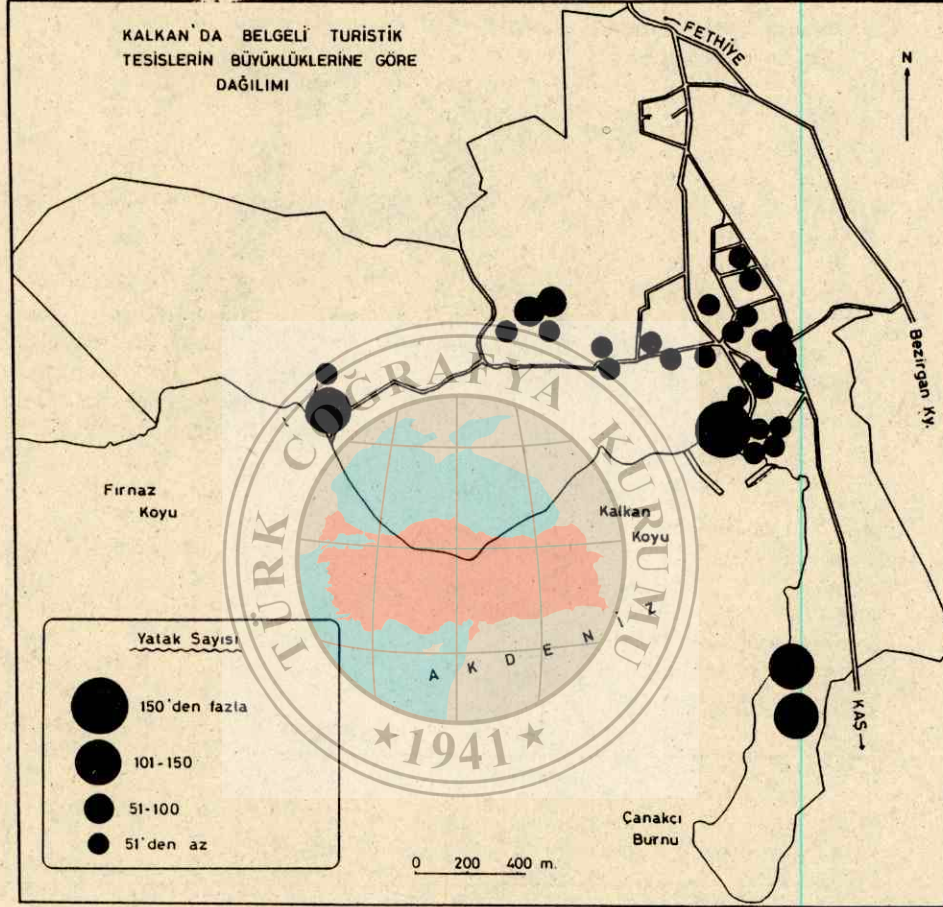 KALKAN'DA BELGELİ TURİSTİK
TESİSLERİN BÜYÜKLÜKLERİNE GÖRE
DAĞILIMI
FETHİYE
N
Bezirgan Ky.
Fırnaz
Koyu
Kalkan
Koyu
AKDENİZ
KAŞ
Çanakçı
Burnu
Yatak Sayısı
150'den fazla
101-150
51-100
51'den az
0 200 400 m.
TÜRK COĞRAFYA KURUMU
1941